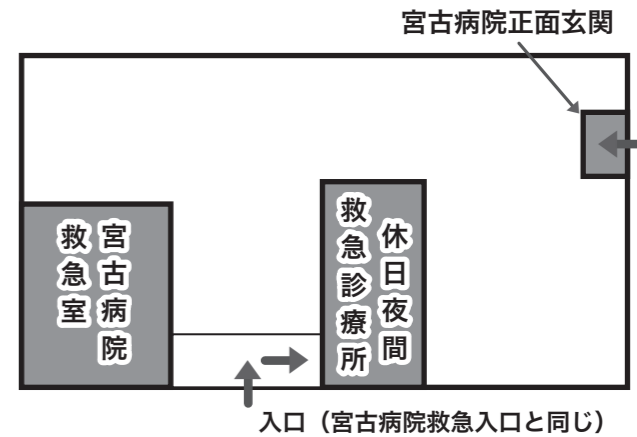 宮古病院正面玄関
宮古病院
救急室
休日夜間
救急診療所
入口（宮古病院救急入口と同じ）